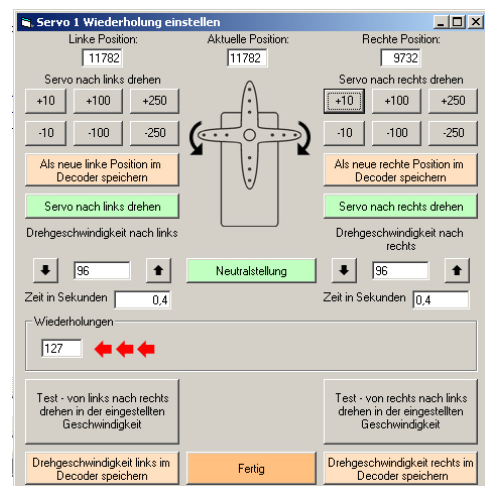 Servo 1 Wiederholung einstellen
Linke Position:
Aktuelle Position:
Rechte Position:
11782
11782
9732
Servo nach links drehen
Servo nach rechts drehen
+10 +100 +250
+10 +100 +250
-10 -100 -250
-10 -100 -250
Als neue linke Position im
Decoder speichern
Als neue rechte Position im
Decoder speichern
Servo nach links drehen
Servo nach rechts drehen
Drehgeschwindigkeit nach links
Drehgeschwindigkeit nach
rechts
96
Neutralstellung
96
Zeit in Sekunden 0,4
Zeit in Sekunden 0,4
Wiederholungen
127
Test - von links nach rechts
drehen in der eingestellten
Geschwindigkeit
Test - von rechts nach links
drehen in der eingestellten
Geschwindigkeit
Drehgeschwindigkeit links im
Decoder speichern
Fertig
Drehgeschwindigkeit rechts im
Decoder speichern